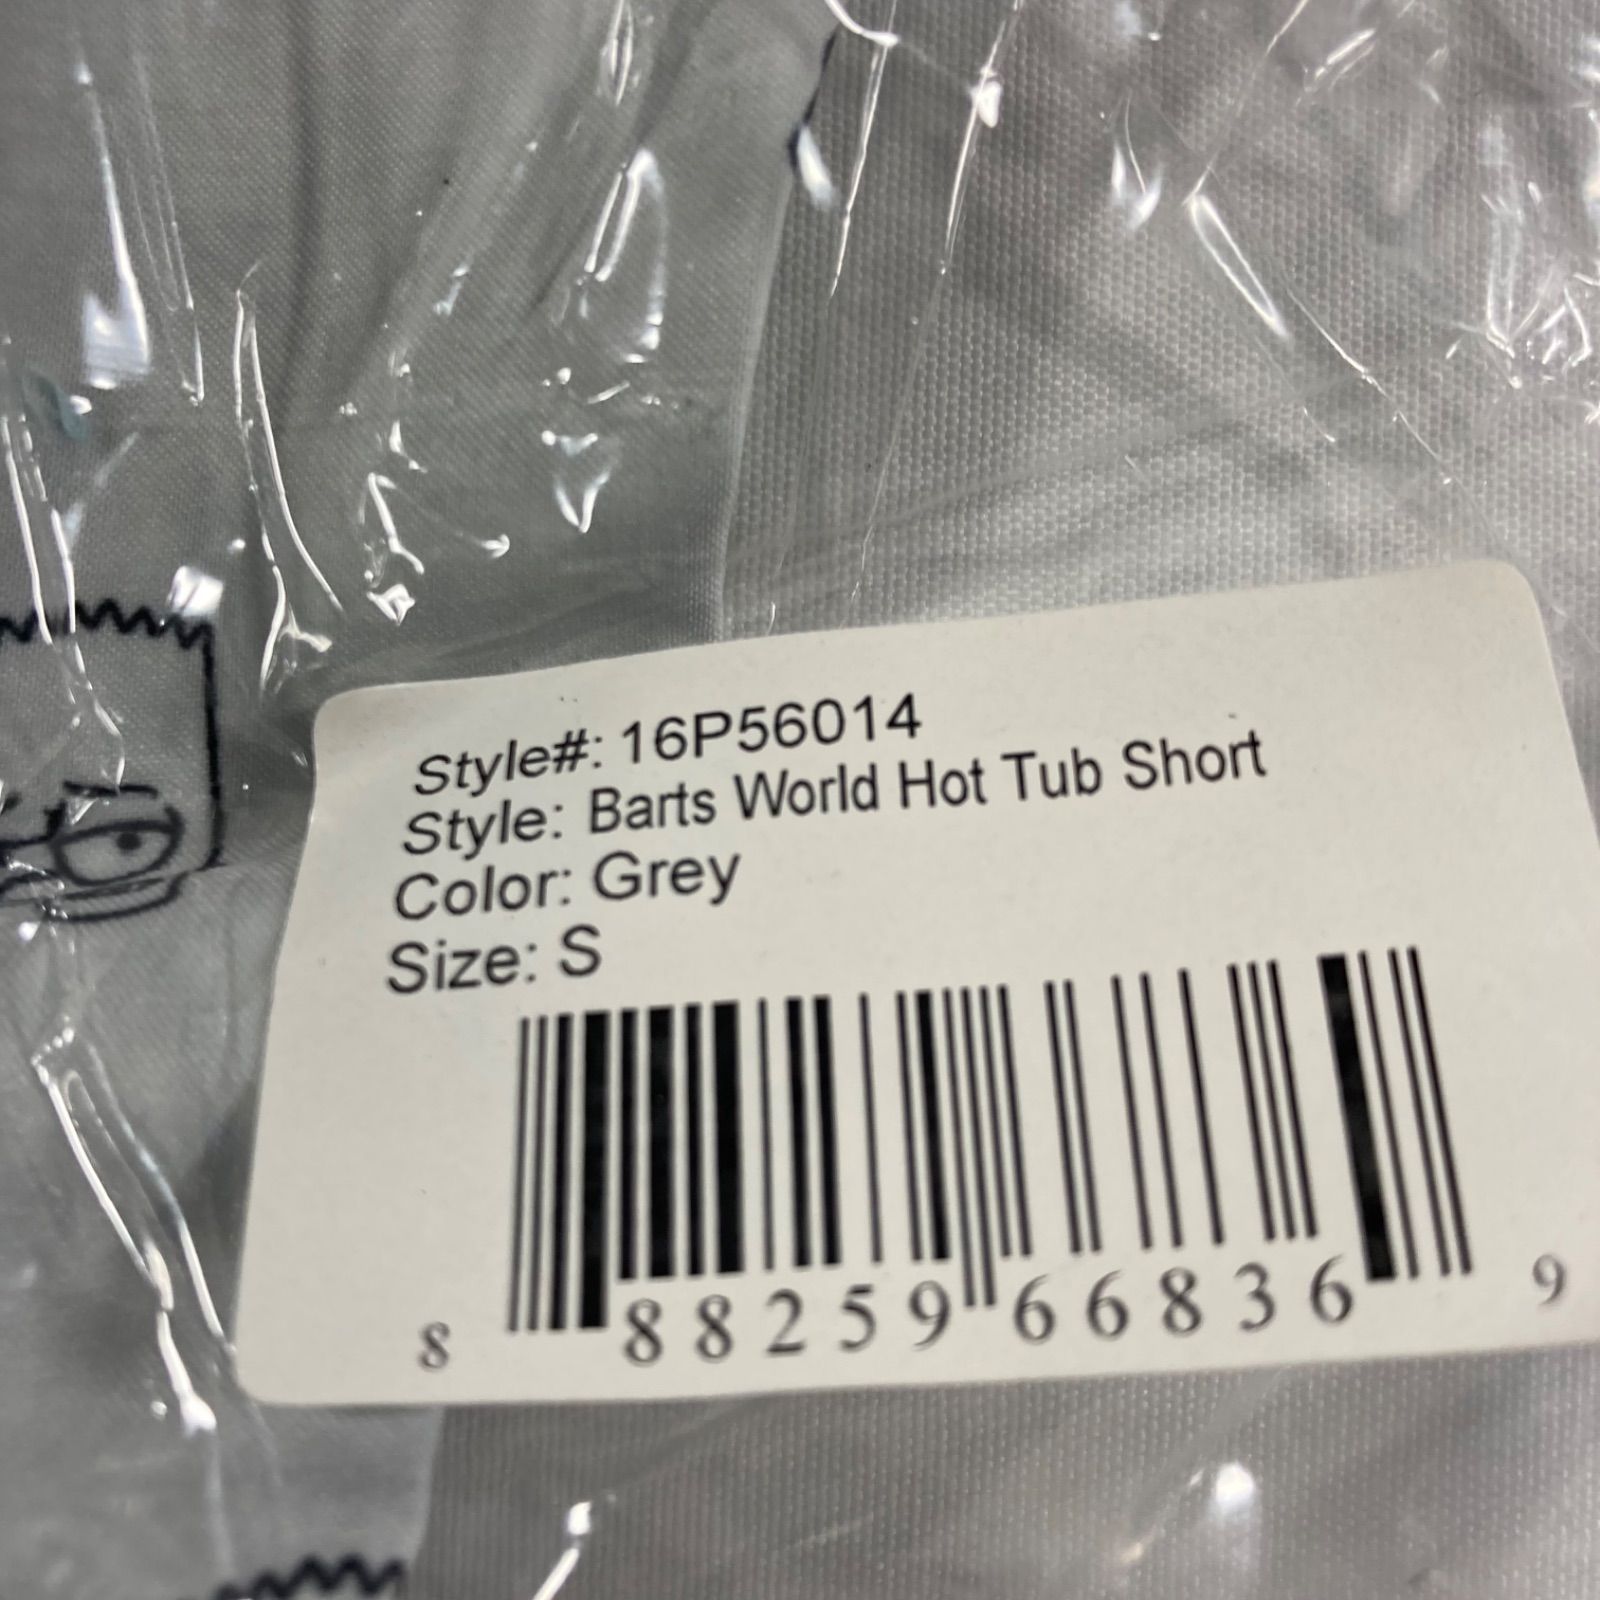 Style#: 16P56014
Style: Barts World Hot Tub Short
Color: Grey
Size: S
8 88259 66836 9